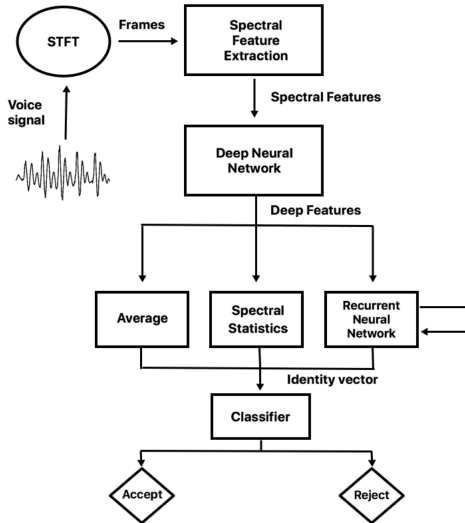 STFT
Frames
Spectral
Feature
Extraction
Voice
signal
Spectral Features
Deep Neural
Network
Deep Features
Average
Spectral
Statistics
Recurrent
Neural
Network
Identity vector
Classifier
Accept
Reject